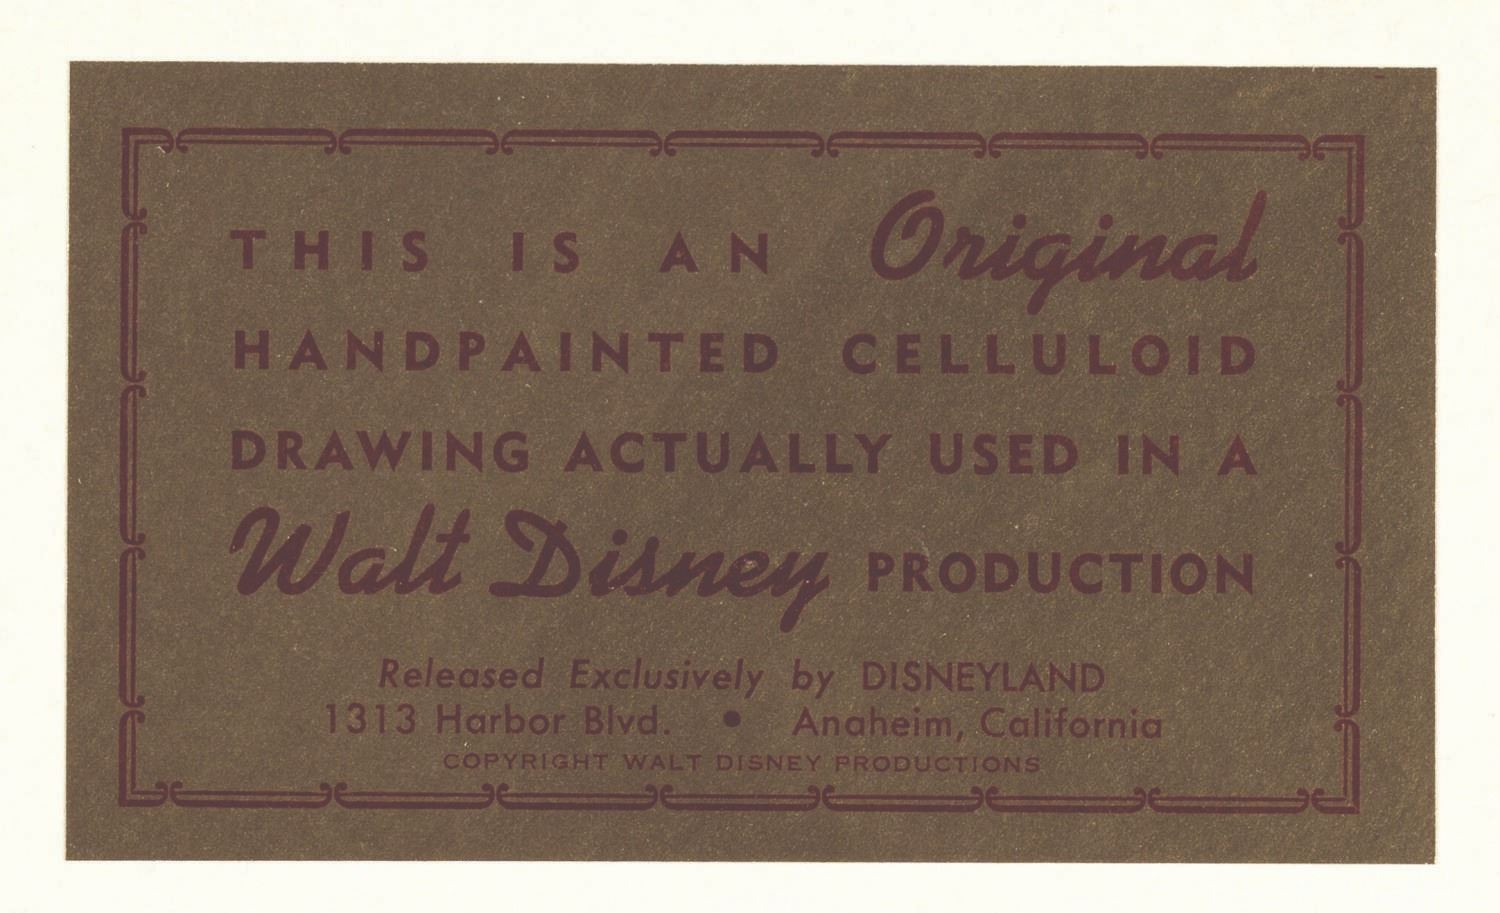 THIS IS AN Original
HANDPAINTED CELLULOID
DRAWING ACTUALLY USED IN A
Walt Disney PRODUCTION
Released Exclusively by DISNEYLAND
1313 Harbor Blvd. • Anaheim, California
COPYRIGHT WALT DISNEY PRODUCTIONS